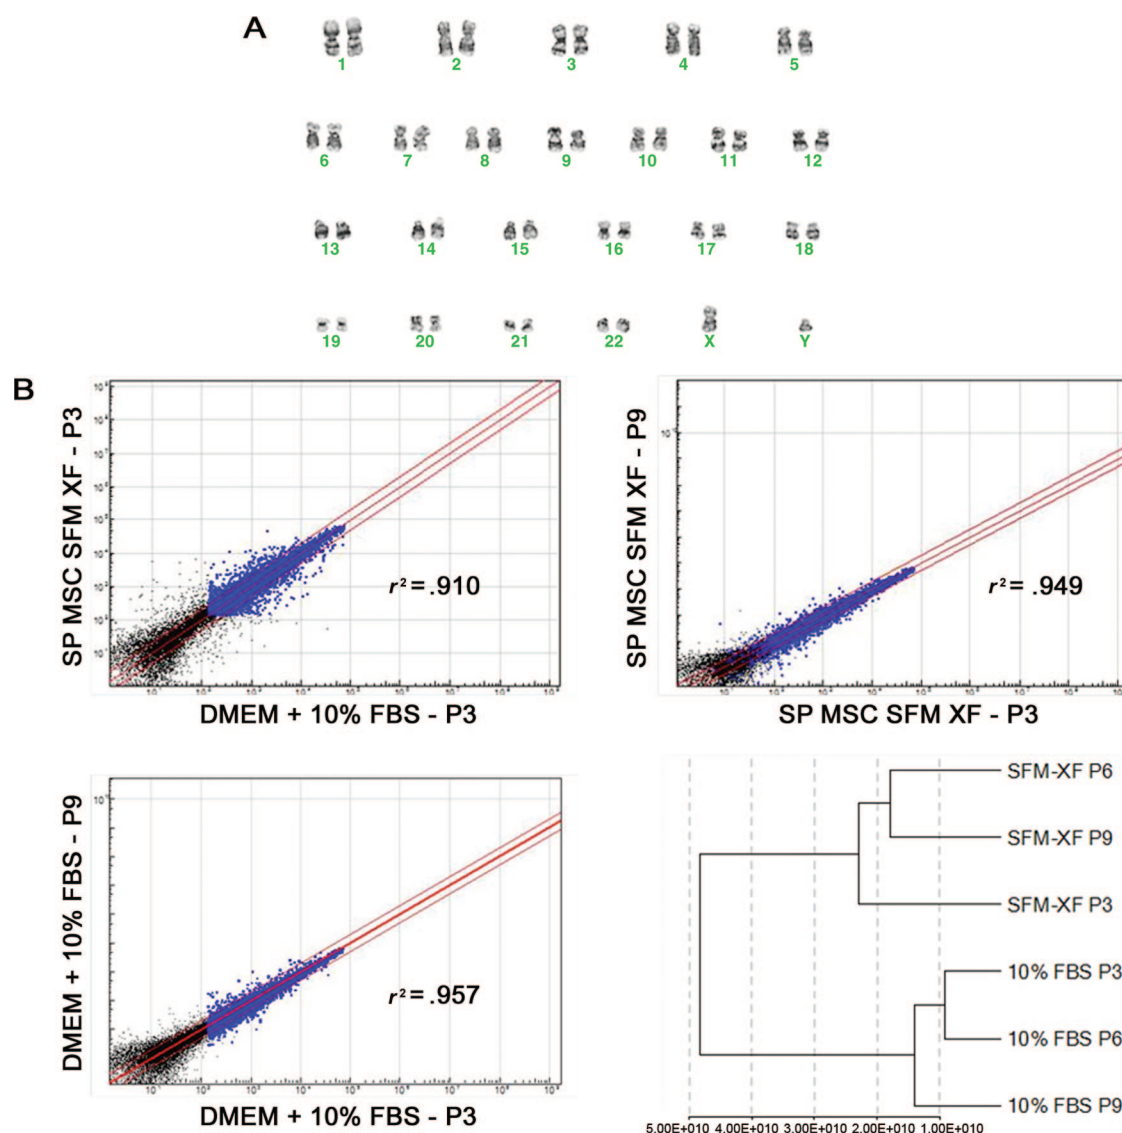 A
1 2 3 4 5
6 7 8 9 10 11 12
13 14 15 16 17 18
19 20 21 22 X Y
B
SP MSC SFM XF - P3
r² = .910
DMEM + 10% FBS - P3
SP MSC SFM XF - P9
r² = .949
SP MSC SFM XF - P3
DMEM + 10% FBS - P9
r² = .957
DMEM + 10% FBS - P3
SFM-XF P6
SFM-XF P9
SFM-XF P3
10% FBS P3
10% FBS P6
10% FBS P9
5.00E+010 4.00E+010 3.00E+010 2.00E+010 1.00E+010